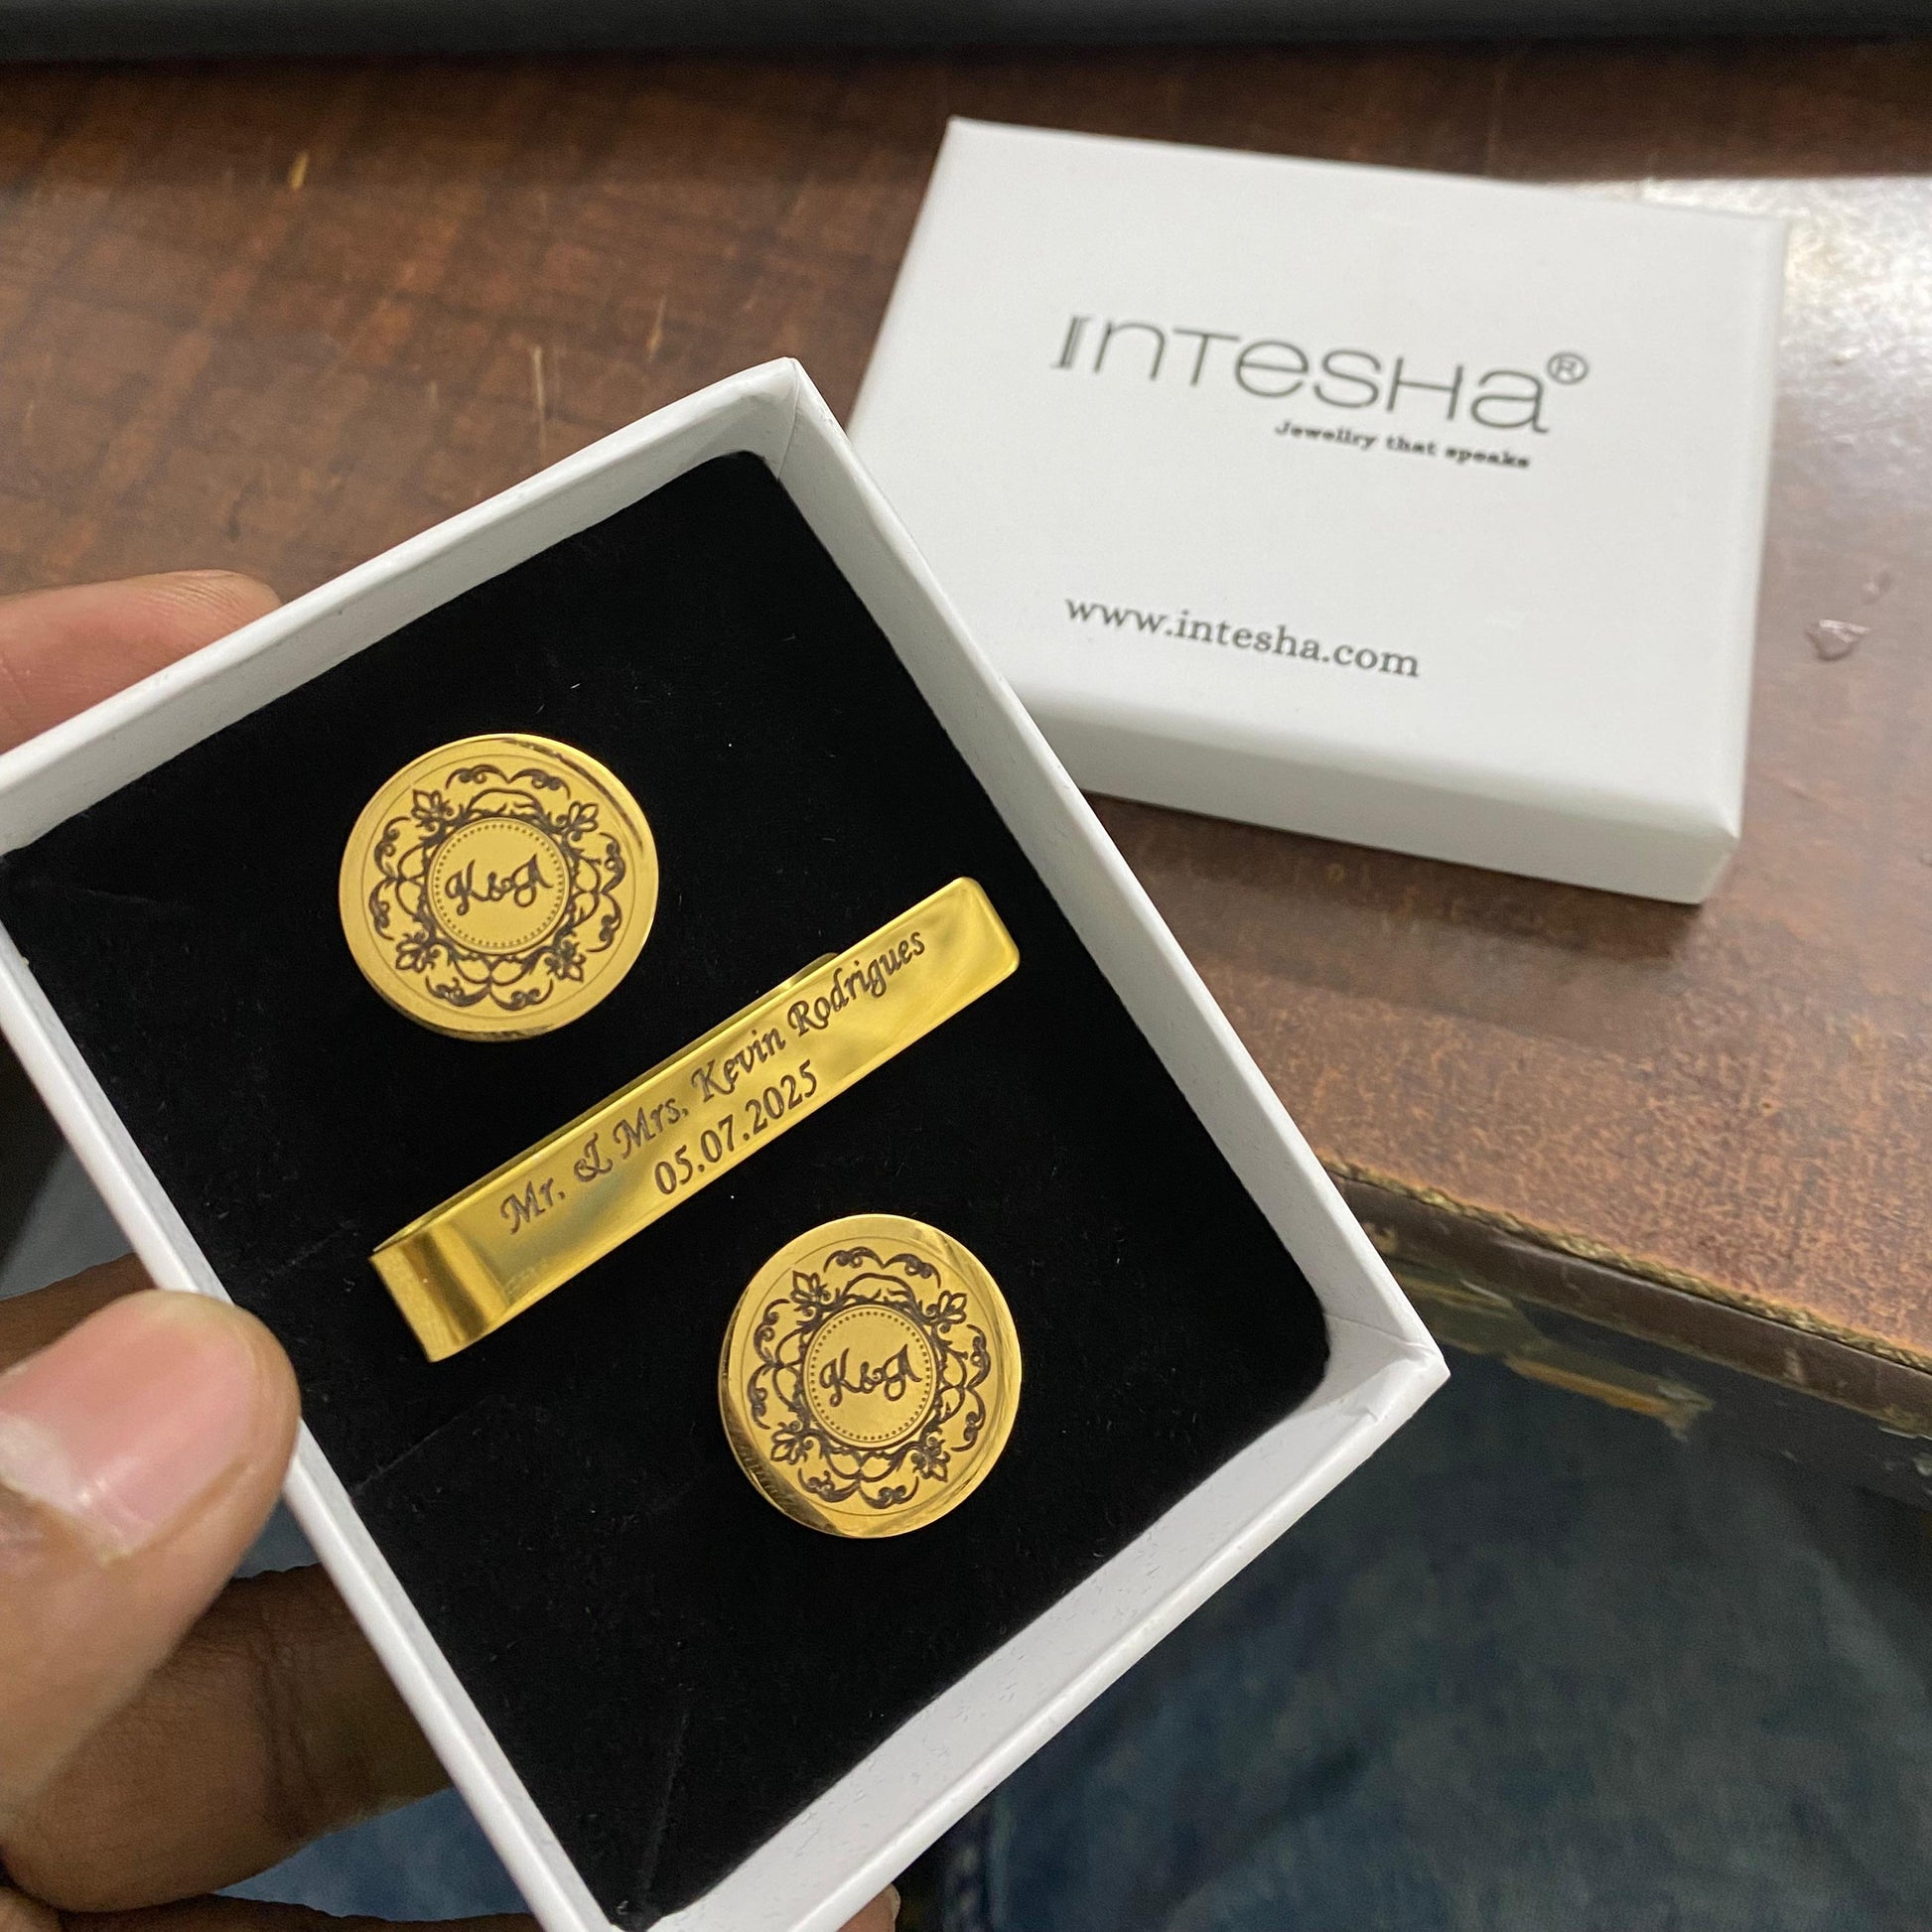 INTESHA®
Jewellry that speaks
www.intesha.com
K&A
Mr. & Mrs. Kevin Rodrigues
05.07.2025
K&A